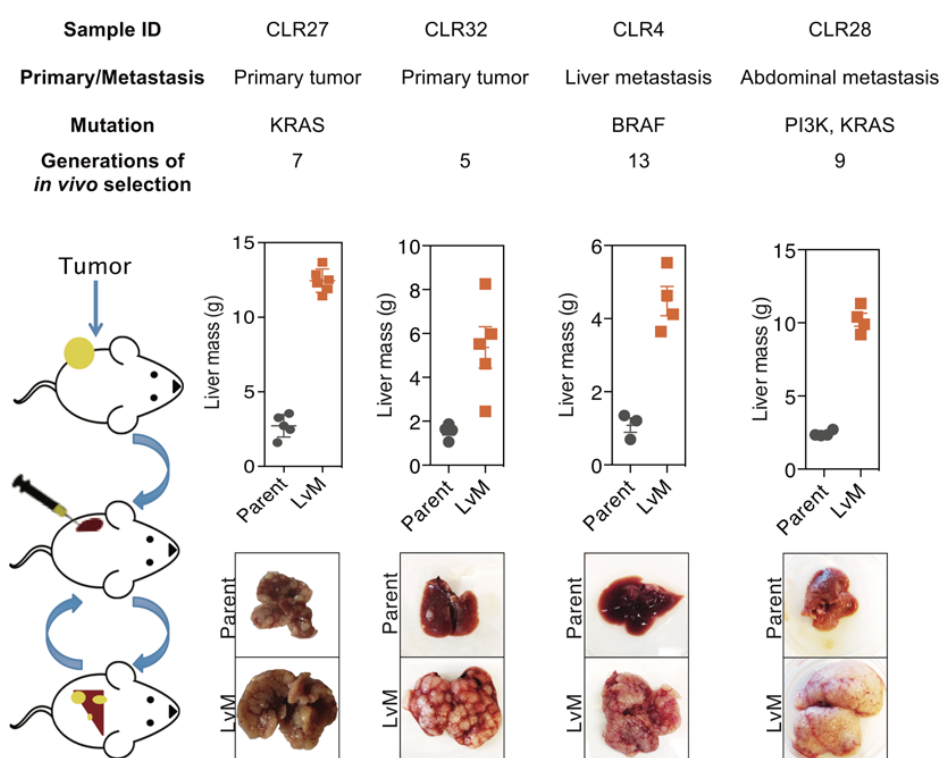 Sample ID CLR27 CLR32 CLR4 CLR28
Primary/Metastasis Primary tumor Primary tumor Liver metastasis Abdominal metastasis
Mutation KRAS BRAF PI3K, KRAS
Generations of
in vivo selection 7 5 13 9
Tumor
Liver mass (g)
15
10
5
0
Parent LvM
Liver mass (g)
10
8
6
4
2
0
Parent LvM
Liver mass (g)
6
4
2
0
Parent LvM
Liver mass (g)
15
10
5
0
Parent LvM
Parent Parent Parent Parent
LvM LvM LvM LvM